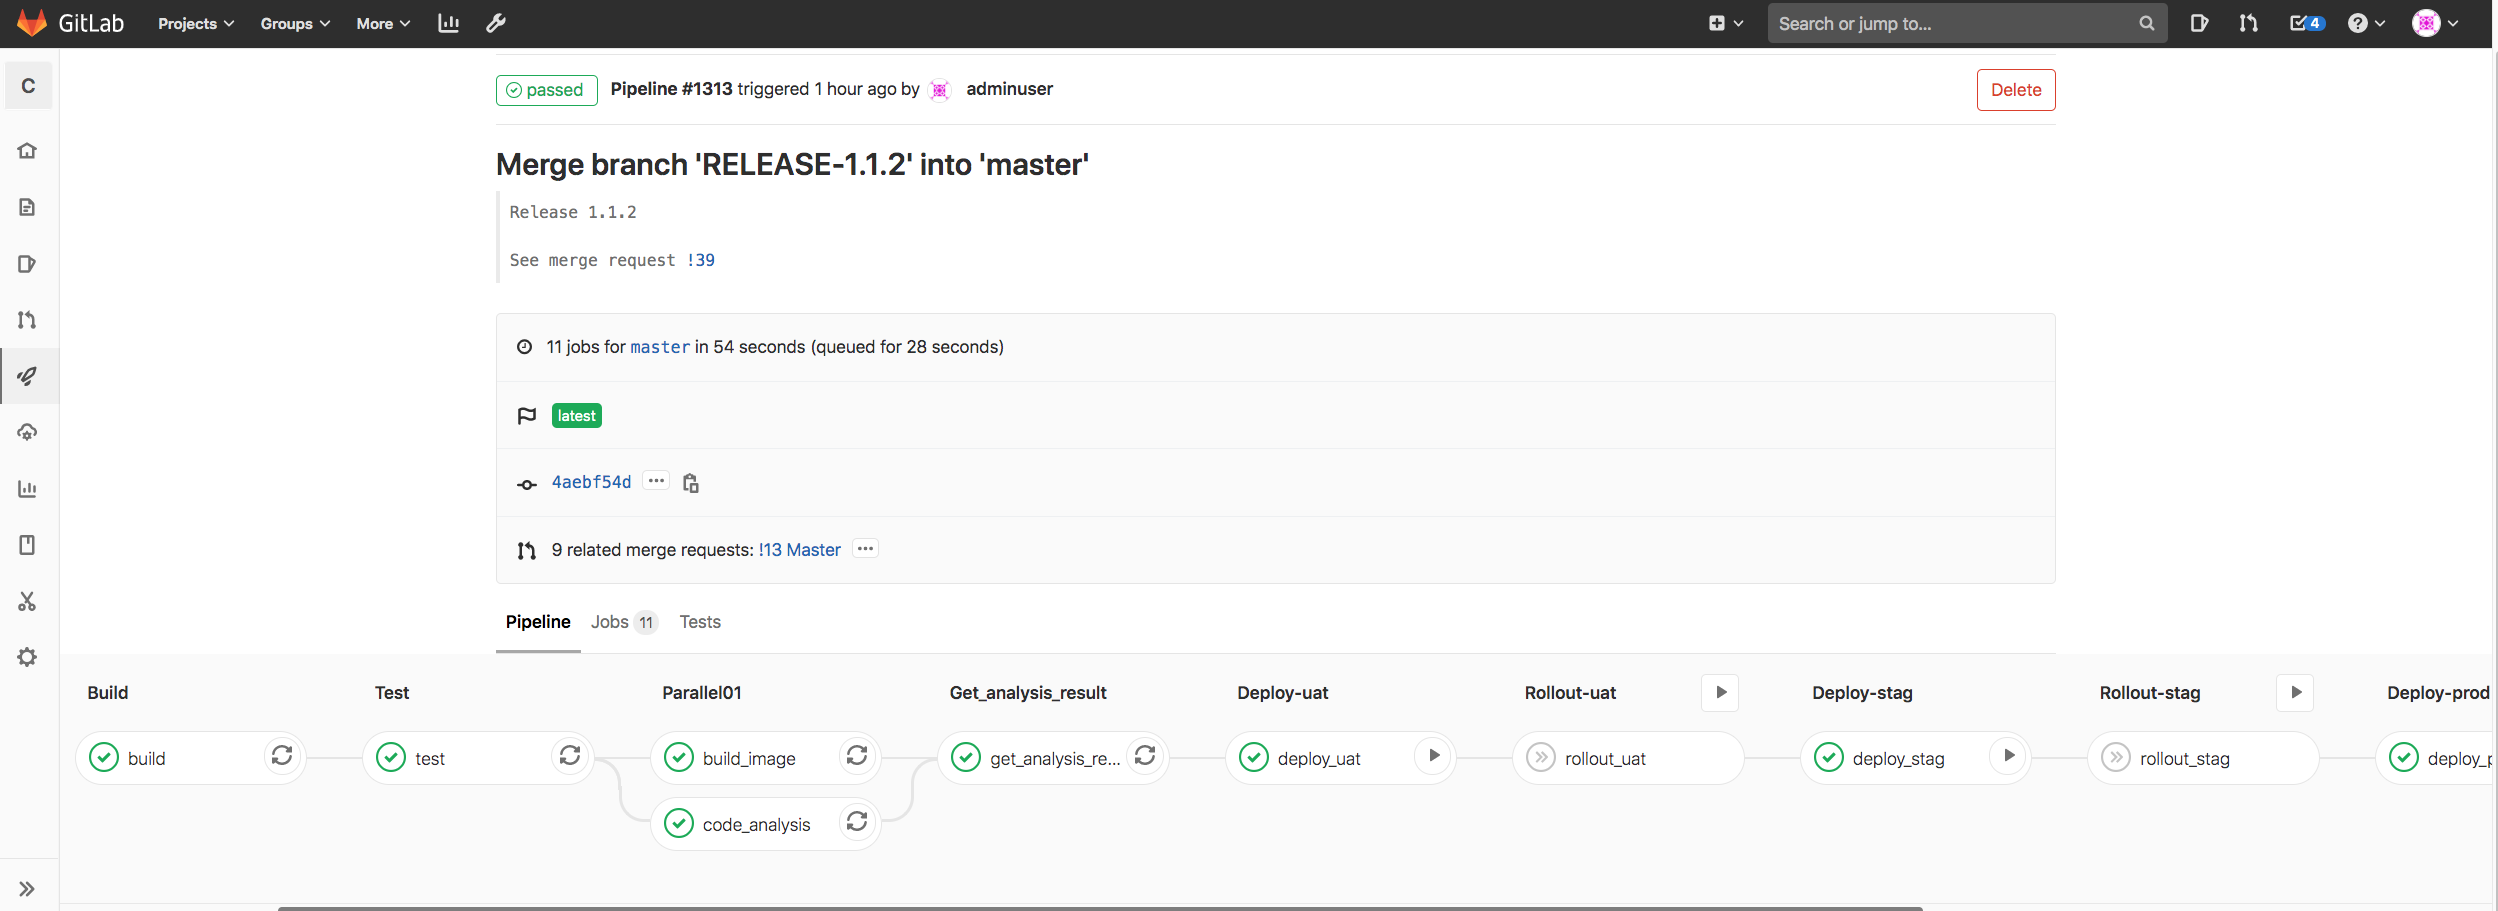 GitLab Projects Groups More Search or jump to... 4
C
passed Pipeline #1313 triggered 1 hour ago by adminuser Delete
Merge branch 'RELEASE-1.1.2' into 'master'
Release 1.1.2
See merge request !39
11 jobs for master in 54 seconds (queued for 28 seconds)
latest
4aebf54d
9 related merge requests: !13 Master
Pipeline Jobs 11 Tests
Build Test Parallel01 Get_analysis_result Deploy-uat Rollout-uat Deploy-stag Rollout-stag Deploy-prod
build test build_image get_analysis_re... deploy_uat rollout_uat deploy_stag rollout_stag deploy_p
code_analysis